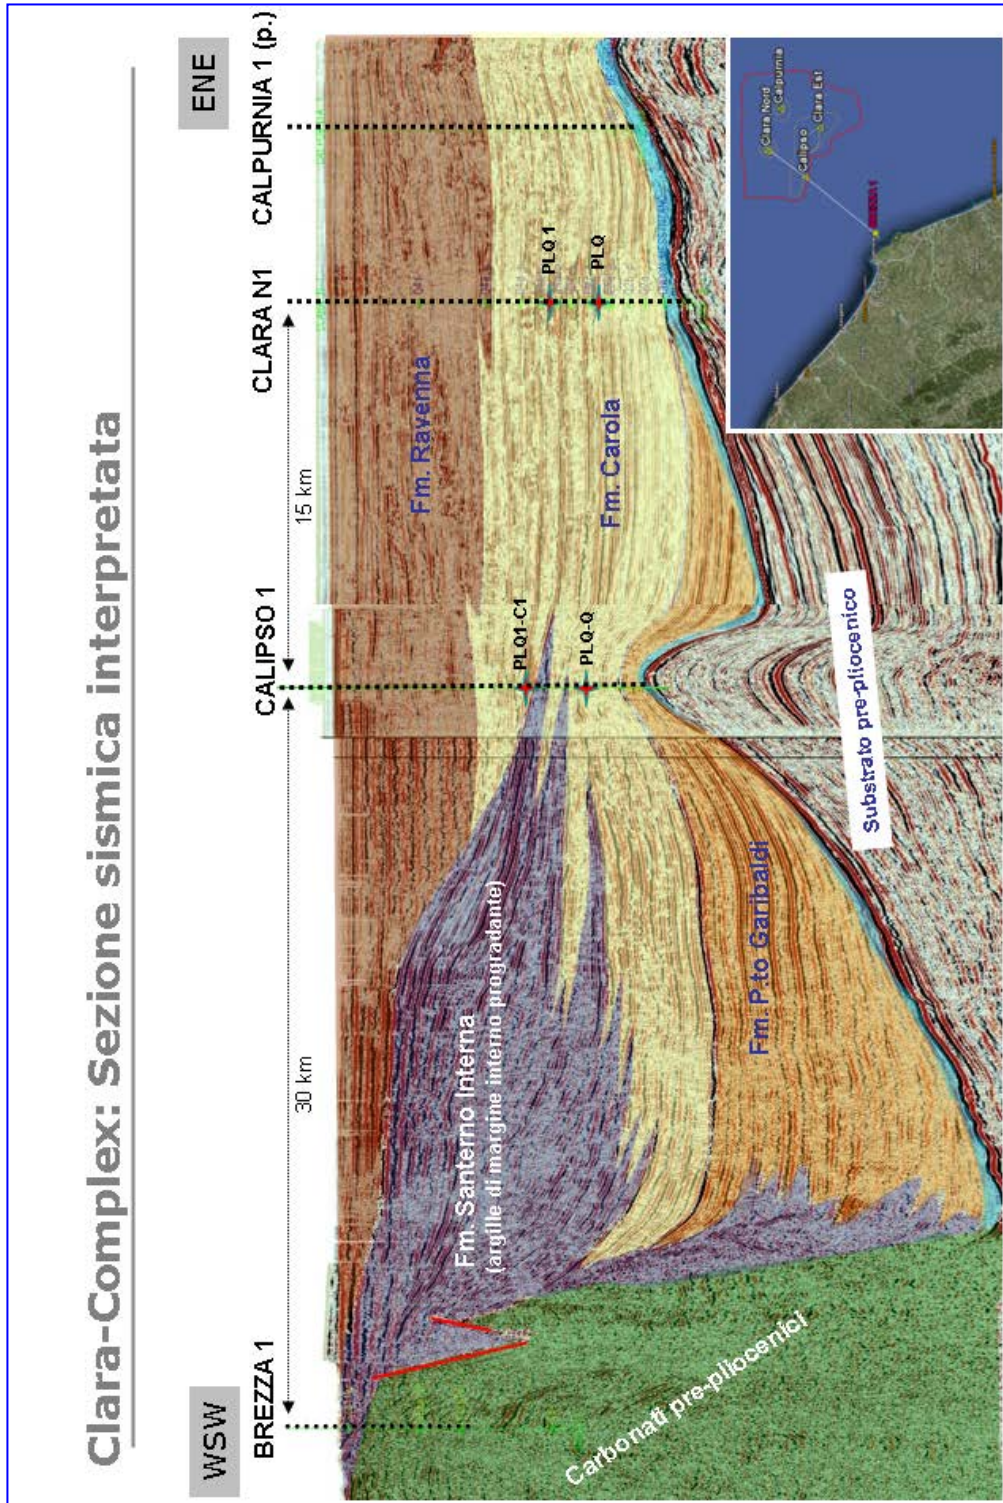 Clara-Complex: Sezione sismica interpretata
WSW
ENE
BREZZA 1
CALIPSO 1
CLARA N1
CALPURNIA 1 (p.)
30 km
15 km
Fm. Ravenna
Fm. Santerno Interna
(argille di margine interno progradante)
PLQ1-C1
PLQ 1
PLQ-Q
PLQ
Fm. Carola
Fm. P.to Garibaldi
Substrato pre-pliocenico
Carbonati pre-pliocenici
Clara Nord
Calpurnia
Calipso
Clara Est